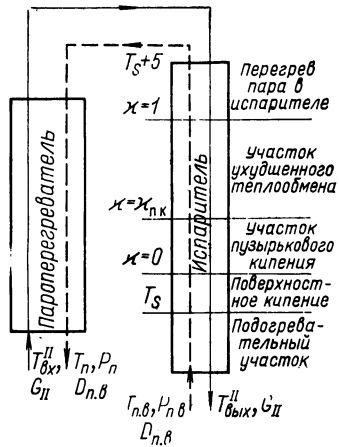 T_S+5
Перегрев
пара в
испарителе
ϰ=1
Участок
ухудшенного
теплообмена
Пароперегреватель
Испаритель
ϰ=ϰ_пк
Участок
пузырькового
кипения
ϰ=0
Поверхност-
ное кипение
T_S
Подогрева-
тельный
участок
T^II_вх, T_п, P_п
G_II D_п.в
T_п.в, P_п в T^II_вых, G_II
D_п.в